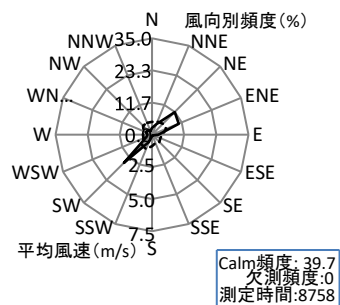 N 風向別頻度(%)
35.0
NNW NNE
NW 23.3 NE
WN... 11.7 ENE
W 0.0 E
WSW 2.5 ESE
SW 5.0 SE
SSW SSE
7.5 S
平均風速(m/s)
Calm頻度: 39.7
欠測頻度:0
測定時間:8758